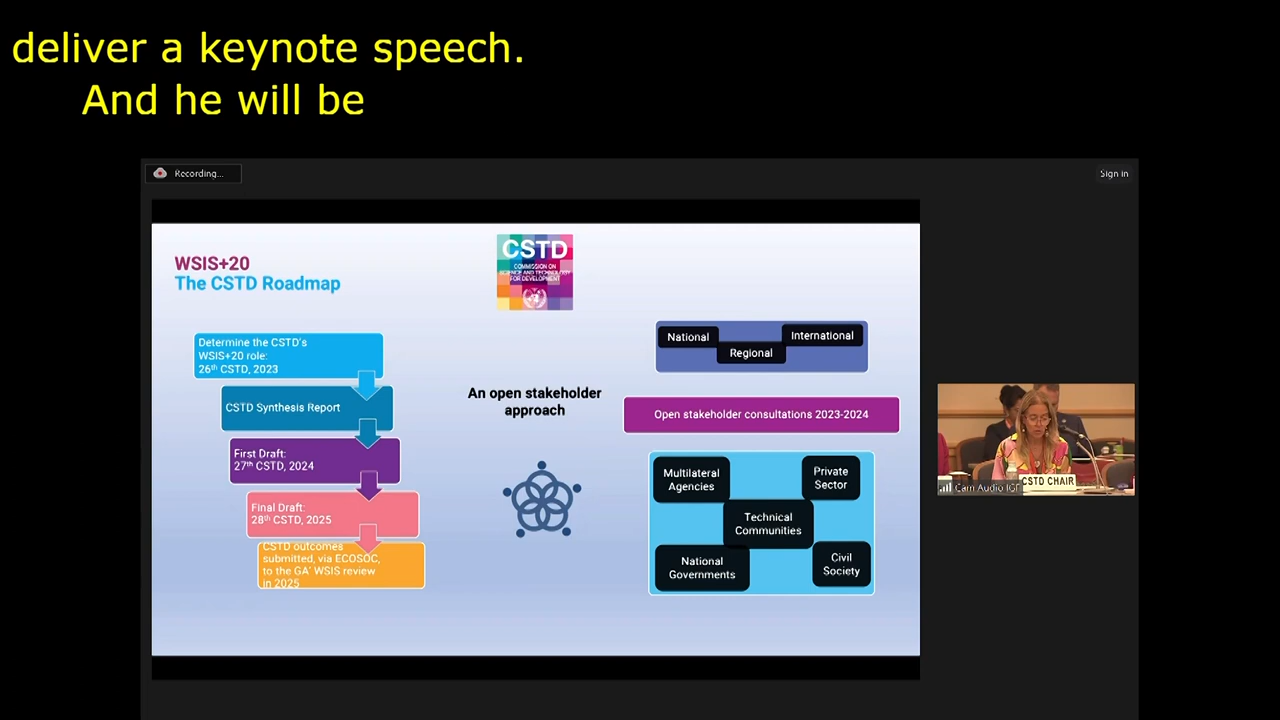 deliver a keynote speech.
And he will be
Recording...
Sign in
WSIS+20
The CSTD Roadmap
CSTD
COMMISSION ON
SCIENCE AND TECHNOLOGY
FOR DEVELOPMENT
Determine the CSTD's
WSIS+20 role:
26th CSTD, 2023
CSTD Synthesis Report
First Draft:
27th CSTD, 2024
Final Draft:
28th CSTD, 2025
CSTD outcomes
submitted, via ECOSOC,
to the GA' WSIS review
in 2025
An open stakeholder
approach
National
Regional
International
Open stakeholder consultations 2023-2024
Multilateral
Agencies
Private
Sector
Technical
Communities
National
Governments
Civil
Society
CSTD CHAIR
Cam Audio IGF